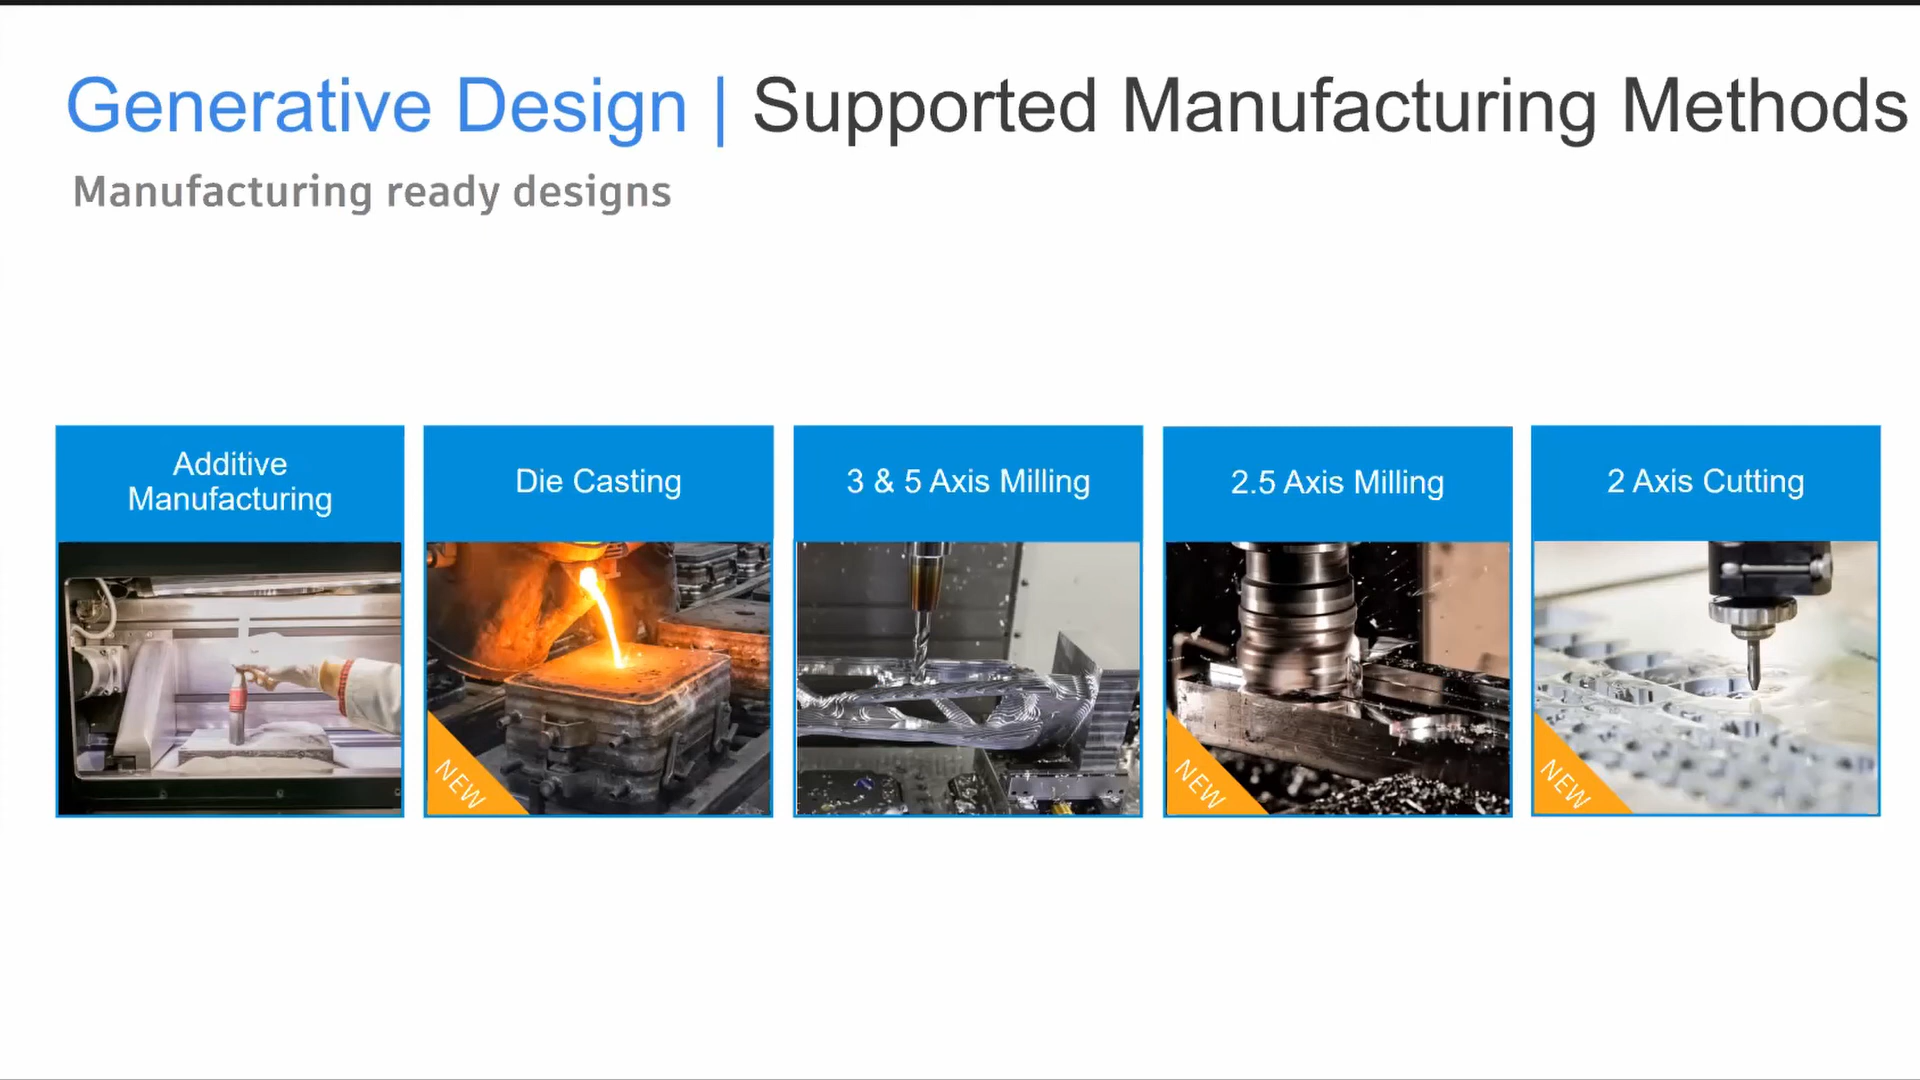 Generative Design | Supported Manufacturing Methods
Manufacturing ready designs
Additive
Manufacturing
Die Casting
3 & 5 Axis Milling
2.5 Axis Milling
2 Axis Cutting
NEW
NEW
NEW